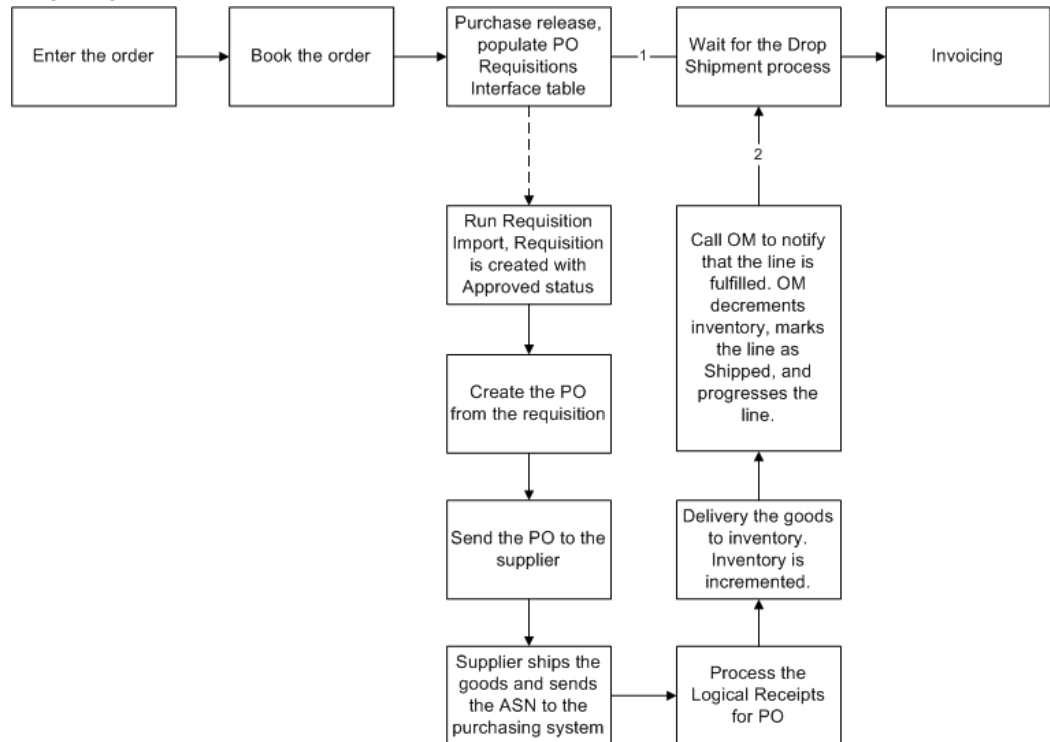 Enter the order
Book the order
Purchase release,
populate PO
Requisitions
Interface table
1
Wait for the Drop
Shipment process
Invoicing
2
Run Requisition
Import, Requisition
is created with
Approved status
Call OM to notify
that the line is
fulfilled. OM
decrements
inventory, marks
the line as
Shipped, and
progresses the
line.
Create the PO
from the requisition
Send the PO to the
supplier
Delivery the goods
to inventory.
Inventory is
incremented.
Supplier ships the
goods and sends
the ASN to the
purchasing system
Process the
Logical Receipts
for PO